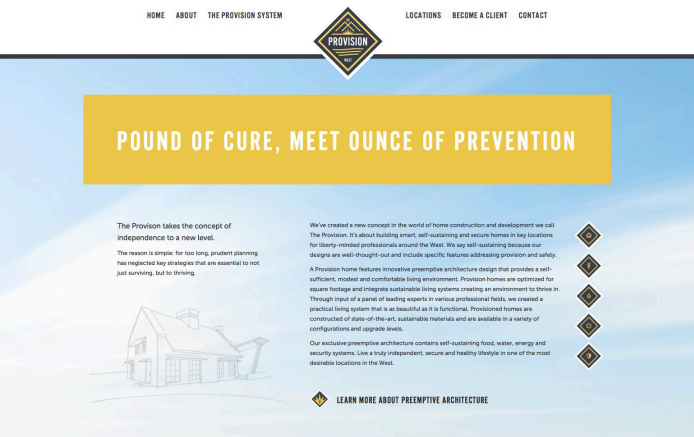 HOME ABOUT THE PROVISION SYSTEM
PROVISION
WEST
LOCATIONS BECOME A CLIENT CONTACT
POUND OF CURE, MEET OUNCE OF PREVENTION
The Provison takes the concept of
independence to a new level.
The reason is simple: for too long, prudent planning
has neglected key strategies that are essential to not
just surviving, but to thriving.
We've created a new concept in the world of home construction and development we call
The Provision. It's about building smart, self-sustaining and secure homes in key locations
for liberty-minded professionals around the West. We say self-sustaining because our
designs are well-thought-out and include specific features addressing provision and safety.
A Provision home features innovative preemptive architecture design that provides a self-
sufficient, modest and comfortable living environment. Provision homes are optimized for
square footage and integrate sustainable living systems creating an environment to thrive in.
Through input of a panel of leading experts in various professional fields, we created a
practical living system that is as beautiful as it is functional. Provisioned homes are
constructed of state-of-the-art, sustainable materials and are available in a variety of
configurations and upgrade levels.
Our exclusive preemptive architecture contains self-sustaining food, water, energy and
security systems. Live a truly independent, secure and healthy lifestyle in one of the most
desirable locations in the West.
LEARN MORE ABOUT PREEMPTIVE ARCHITECTURE